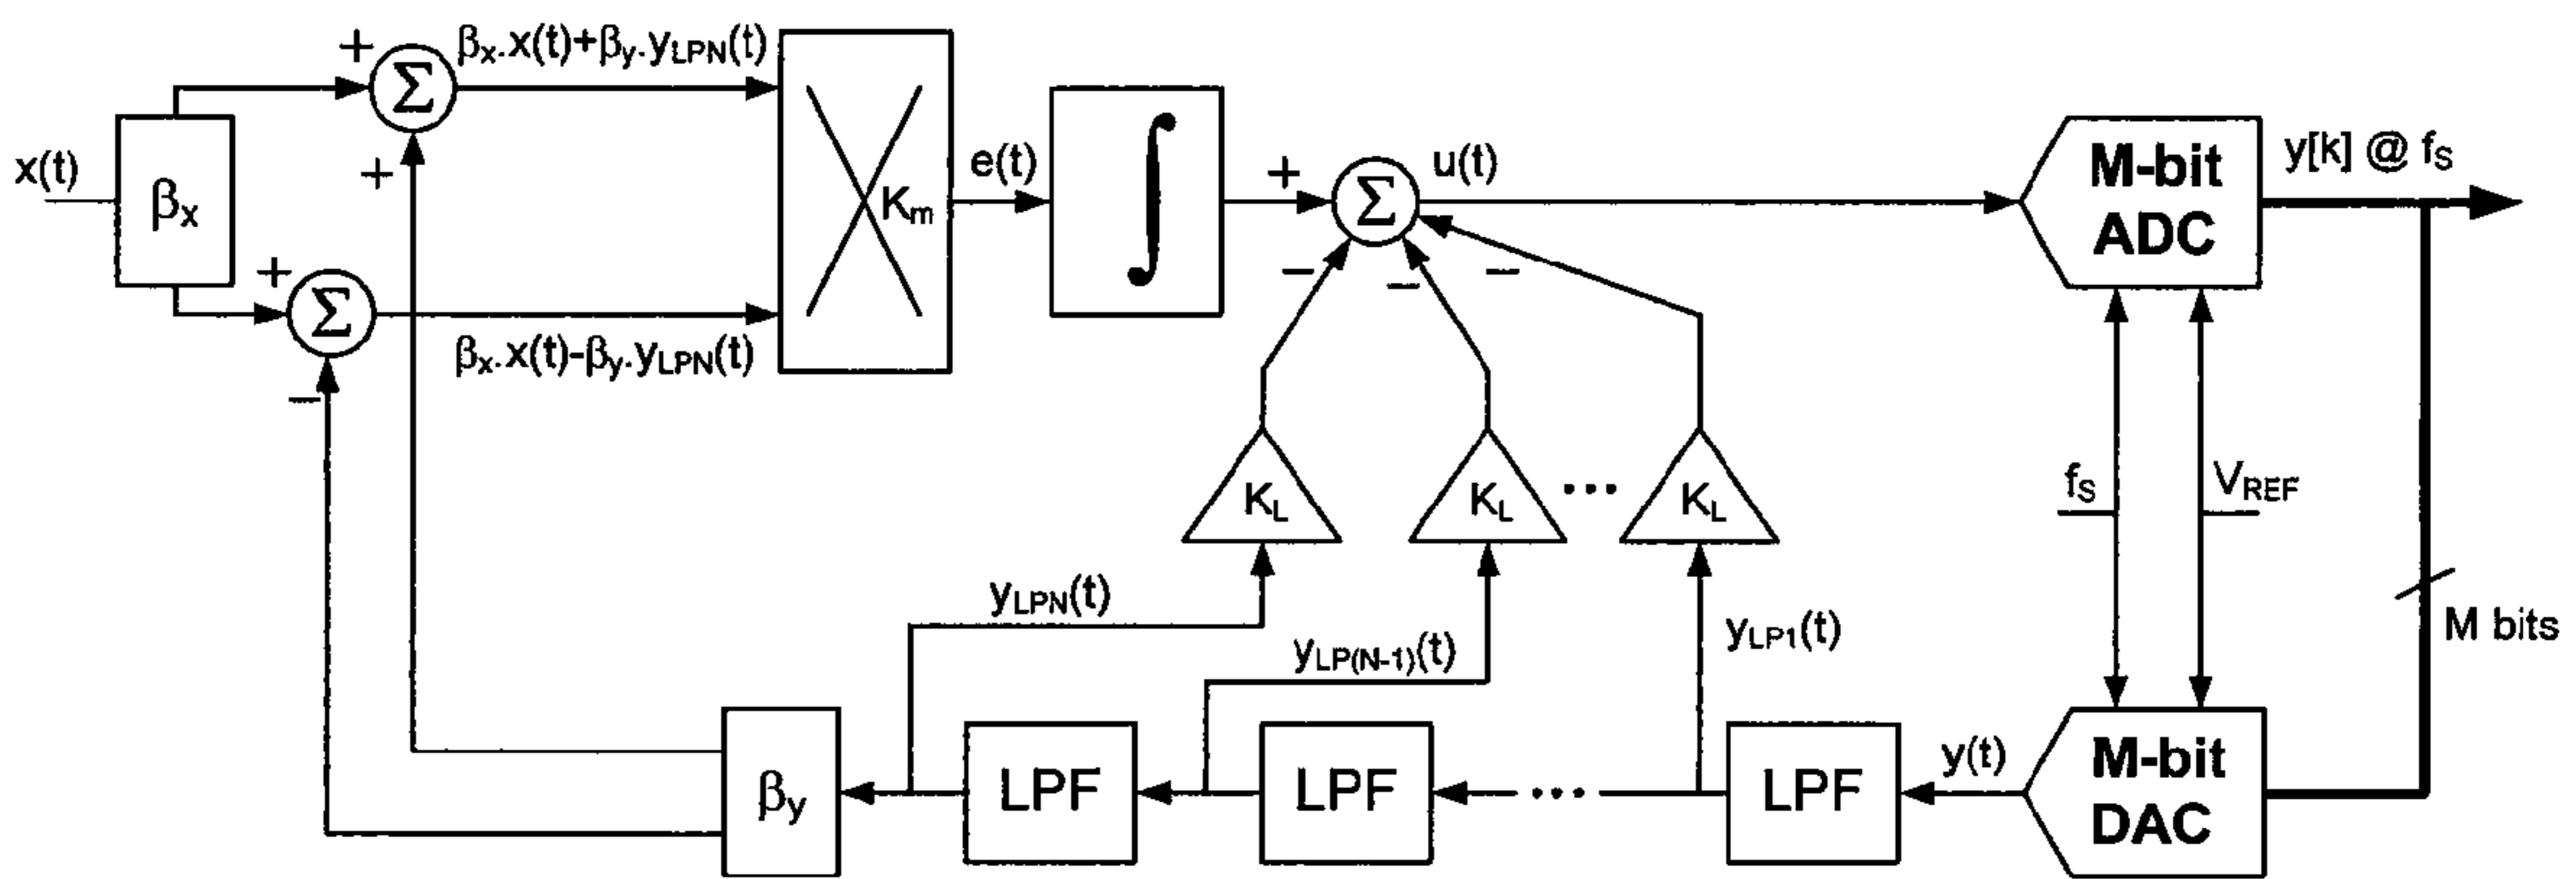 βx.x(t)+βy.yLPN(t)
+
Σ
+
x(t)
βx
+
Σ
−
βx.x(t)-βy.yLPN(t)
Km
e(t)
∫
+
Σ
− − −
u(t)
M-bit
ADC
y[k] @ fS
fS
VREF
M bits
KL
KL
...
KL
yLPN(t)
yLP(N-1)(t)
yLP1(t)
βy
LPF
LPF
...
LPF
y(t)
M-bit
DAC